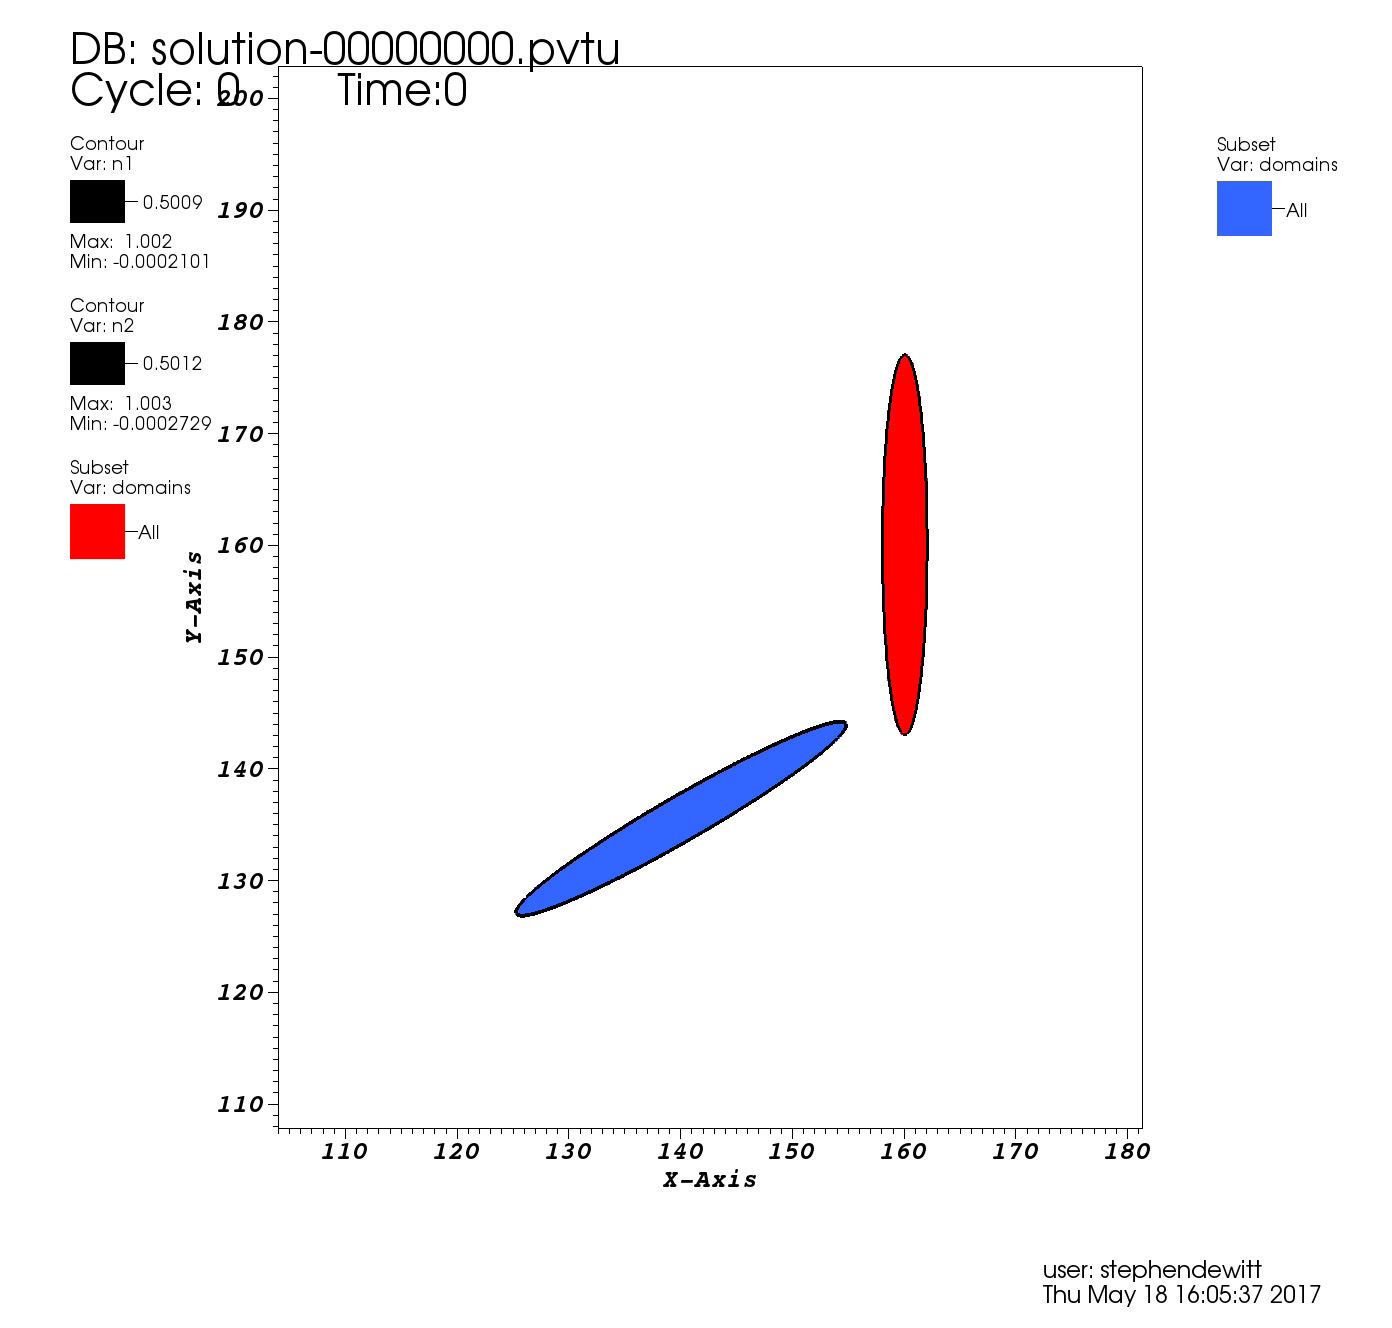 DB: solution-00000000.pvtu
Cycle: 0 Time:0
Contour
Var: n1
0.5009
Max: 1.002
Min: -0.0002101
Contour
Var: n2
0.5012
Max: 1.003
Min: -0.0002729
Subset
Var: domains
All
Subset
Var: domains
All
200
190
180
170
160
150
140
130
120
110
Y-Axis
110 120 130 140 150 160 170 180
X-Axis
user: stephendewitt
Thu May 18 16:05:37 2017